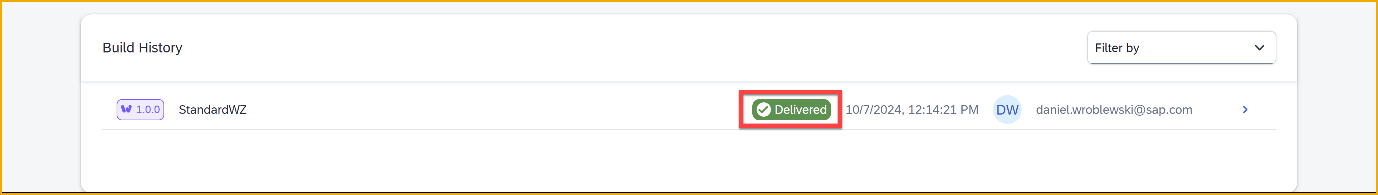 Build History
Filter by
1.0.0 StandardWZ Delivered 10/7/2024, 12:14:21 PM DW daniel.wroblewski@sap.com